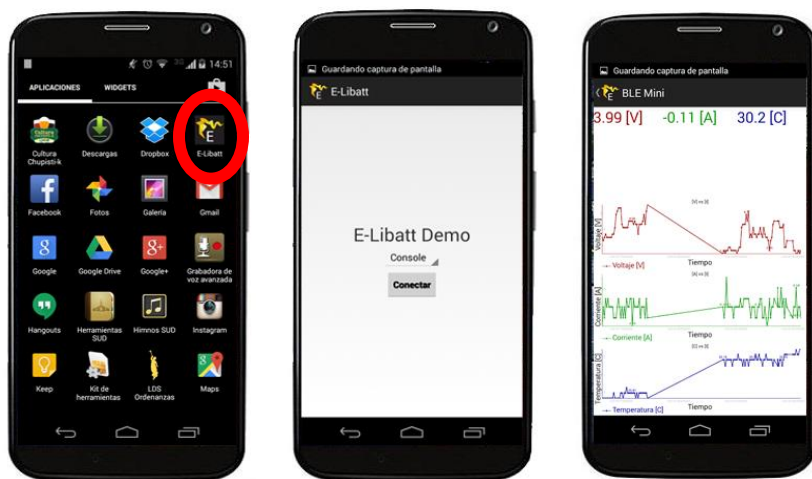 3G 14:51
APLICACIONES WIDGETS
Cultura Chupisti-k
Descargas
Dropbox
E-Libatt
Facebook
Fotos
Galería
Gmail
Google
Google Drive
Google+
Grabadora de
voz avanzada
Hangouts
Herramientas
SUD
Himnos SUD
Instagram
Keep
Kit de
herramientas
LDS
Ordenanzas
Maps
Guardando captura de pantalla
E-Libatt
E-Libatt Demo
Console
Conectar
Guardando captura de pantalla
BLE Mini
3.99 [V] -0.11 [A] 30.2 [C]
Voltaje [V]
Tiempo
Voltaje [V]
Corriente [A]
Tiempo
Corriente [A]
Temperatura [C]
Tiempo
Temperatura [C]